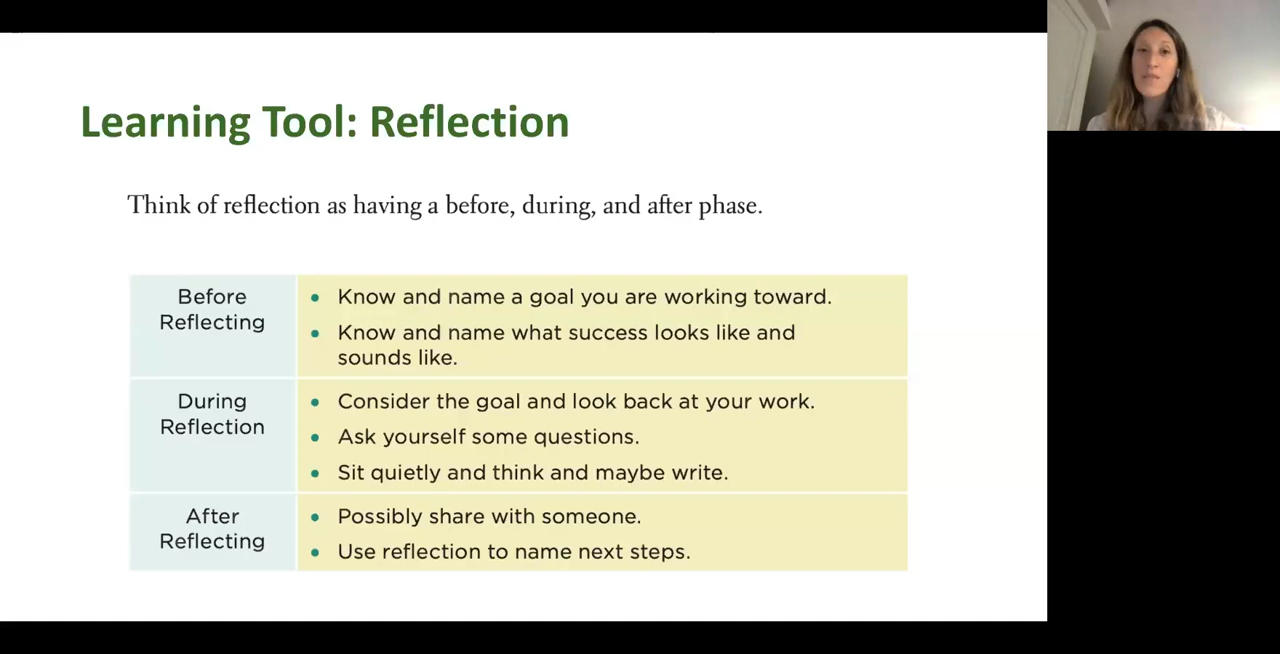 Learning Tool: Reflection
Think of reflection as having a before, during, and after phase.
Before
Reflecting
• Know and name a goal you are working toward.
• Know and name what success looks like and
sounds like.
During
Reflection
• Consider the goal and look back at your work.
• Ask yourself some questions.
• Sit quietly and think and maybe write.
After
Reflecting
• Possibly share with someone.
• Use reflection to name next steps.